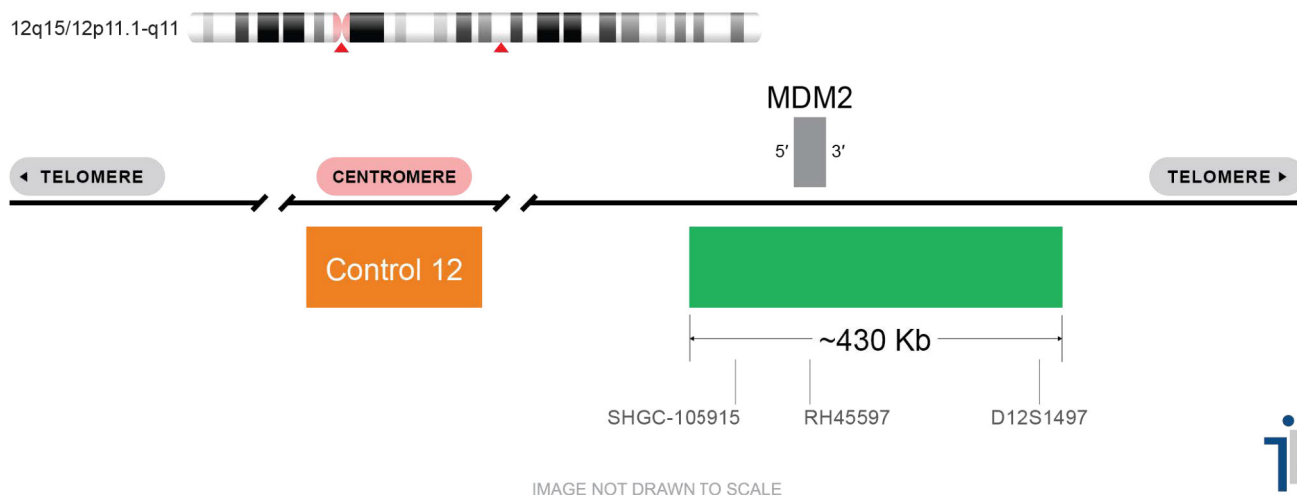 12q15/12p11.1-q11
MDM2
5′ 3′
◂ TELOMERE CENTROMERE TELOMERE ▸
Control 12
~430 Kb
SHGC-105915 RH45597 D12S1497
IMAGE NOT DRAWN TO SCALE